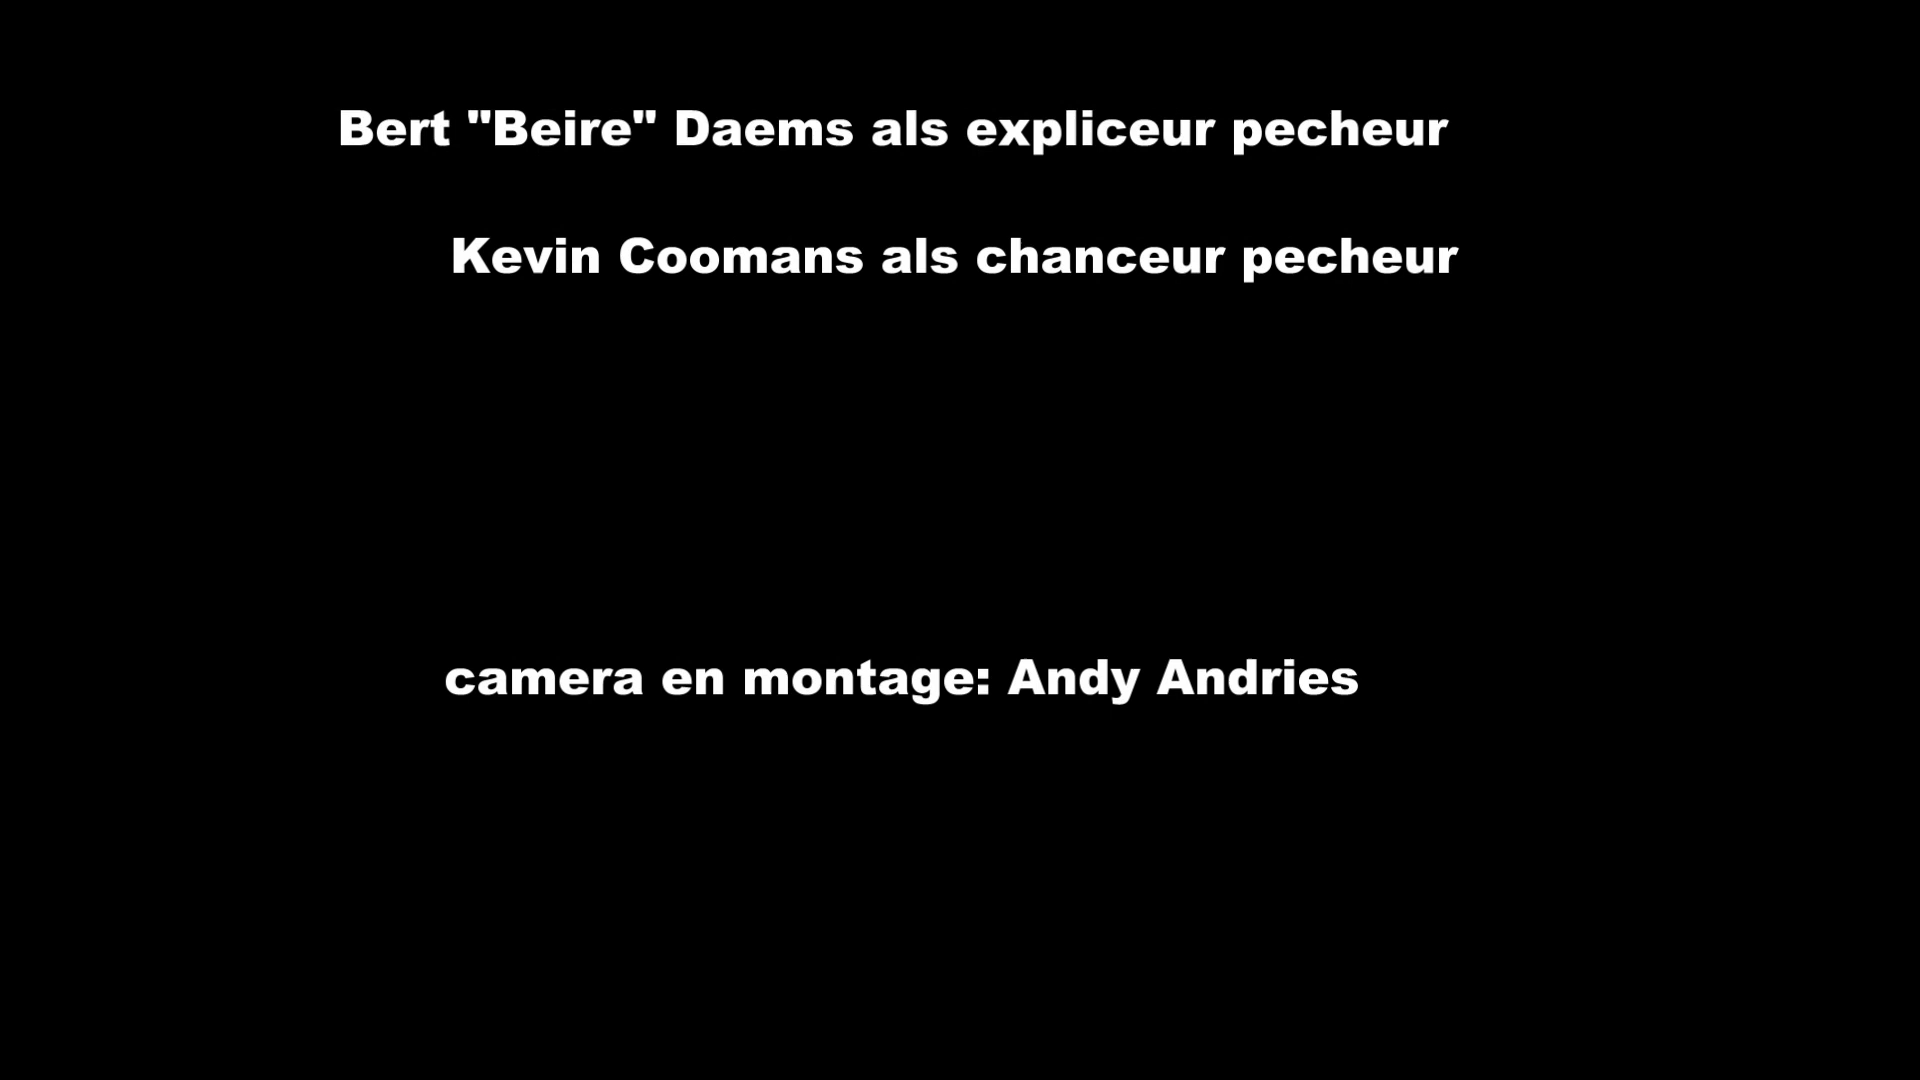 Bert "Beire" Daems als expliceur pecheur
Kevin Coomans als chanceur pecheur
camera en montage: Andy Andries